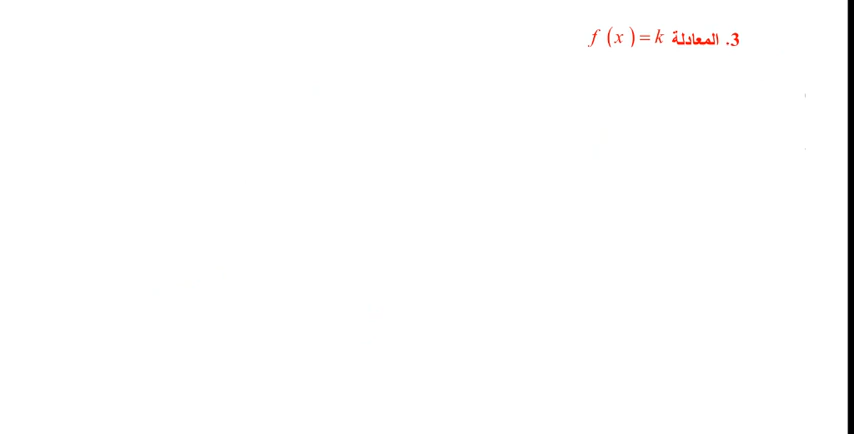 3. المعادلة f (x) = k